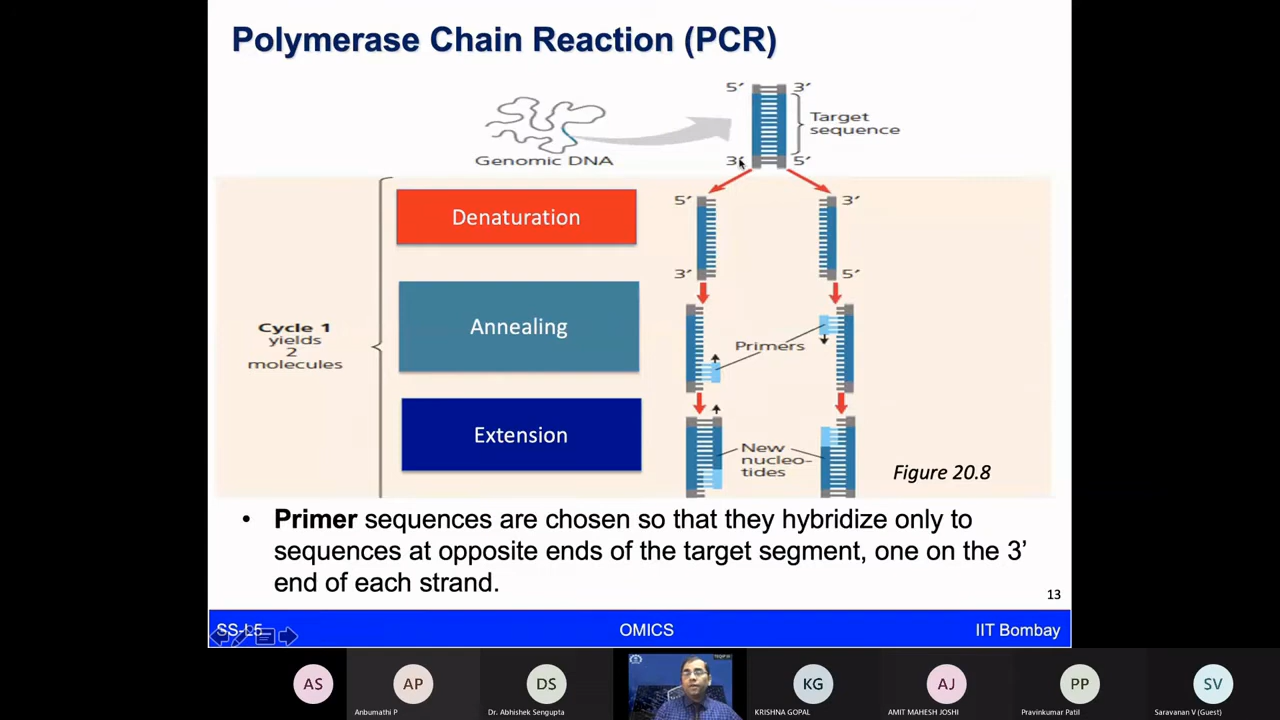 Polymerase Chain Reaction (PCR)
5′ 3′
Target
sequence
Genomic DNA
3′ 5′
Denaturation
5′ 3′
3′ 5′
Cycle 1
yields
2
molecules
Annealing
Primers
Extension
New
nucleo-
tides
Figure 20.8
• Primer sequences are chosen so that they hybridize only to
sequences at opposite ends of the target segment, one on the 3’
end of each strand.
13
SS-L5 OMICS IIT Bombay
AS AP DS KG AJ PP SV
Anbumathi P Dr. Abhishek Sengupta KRISHNA GOPAL AMIT MAHESH JOSHI Pravinkumar Patil Saravanan V (Guest)